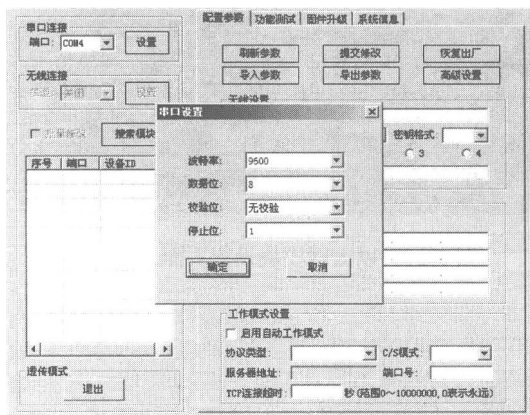 串口连接
端口: COM4 设置
无线连接
设置
搜索模块
序号 端口 设备ID
透传模式
退出
配置参数 功能测试 固件升级 系统信息
刷新参数 提交修改 恢复出厂
导入参数 导出参数 高级设置
无线设置
密钥格式:
3 4
串口设置
波特率: 9600
数据位: 8
校验位: 无校验
停止位: 1
确定 取消
工作模式设置
启用自动工作模式
协议类型: C/S模式:
服务器地址: 端口号:
TCP连接超时: 秒(范围0~10000000,0表示永远)